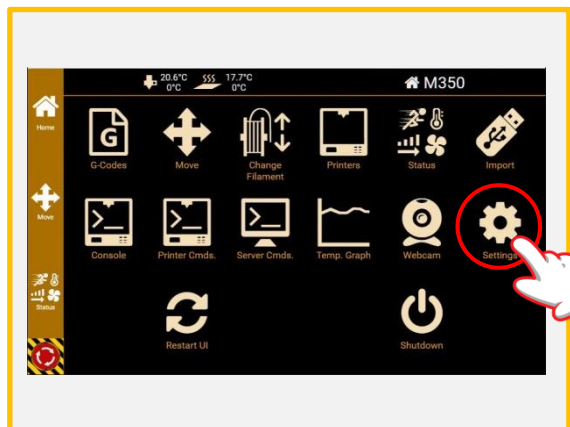 20.6°C 17.7°C
0°C 0°C
M350
Home
G
G-Codes
Move
Change
Filament
Printers
Status
Import
Move
>_
>_
>_
Console
Printer Cmds.
Server Cmds.
Temp. Graph
Webcam
Settings
Status
Restart UI
Shutdown